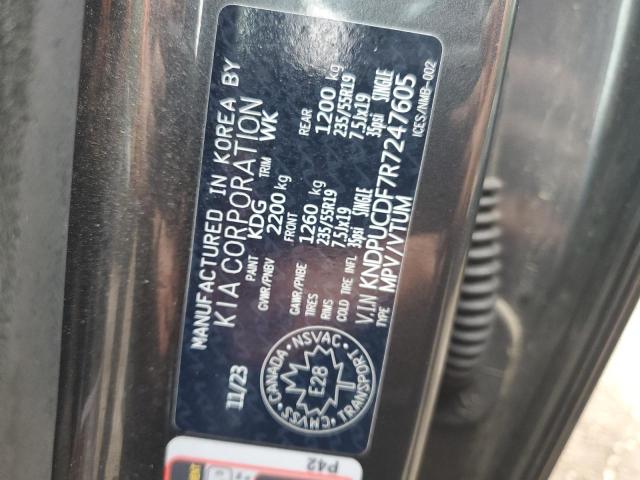 MANUFACTURED IN KOREA BY
KIA CORPORATION
11/23
PAINT KDG TRIM WK
GVWR/PNBV 2200 kg
FRONT REAR
GAWR/PNBE 1260 kg 1200 kg
TIRES 235/55R19 235/55R19
RIMS 7.5Jx19 7.5Jx19
COLD TIRE INFL 35psi SINGLE 35psi SINGLE
V.I.N KNDPUCDF7R7247605
TYPE MPV/VTUM
ICES/NMB-002
CANADA • NSVAC • TRANSPORT • CMVSS
E28
P42